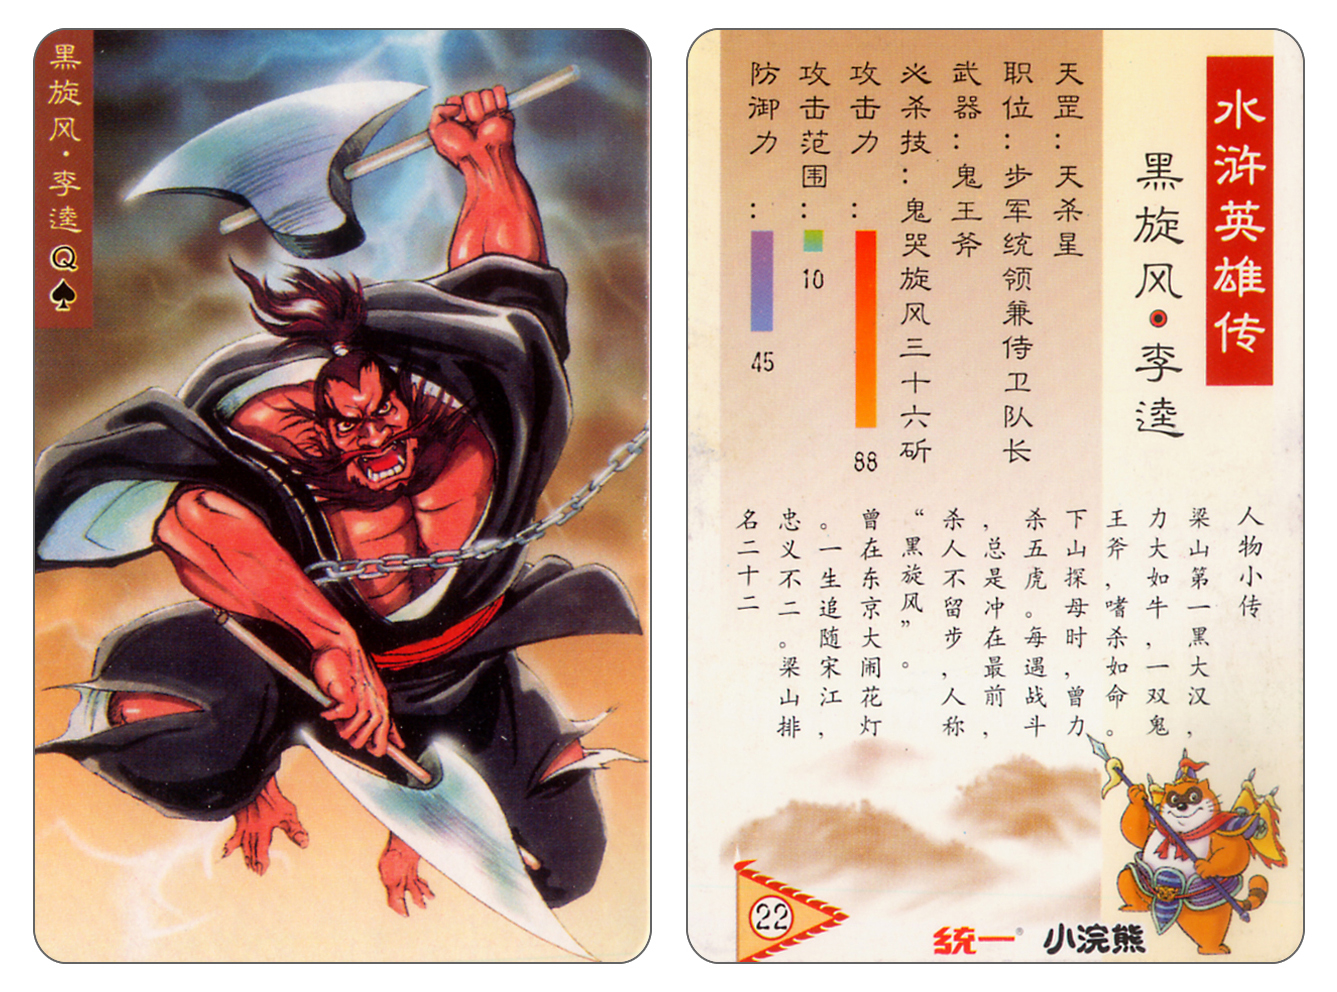 黑旋风·李逵
Q♠
水浒英雄传
黑旋风•李逵
天罡：天杀星
职位：步军统领兼侍卫队长
武器：鬼王斧
必杀技：鬼哭旋风三十六斫
攻击力：88
攻击范围：10
防御力：45
人物小传
梁山第一黑大汉，
力大如牛，一双鬼
王斧，嗜杀如命。
下山探母时，曾力
杀五虎。每遇战斗
，总是冲在最前，
杀人不留步，人称
“黑旋风”。
曾在东京大闹花灯
。一生追随宋江，
忠义不二。梁山排
名二十二
22
统一® 小浣熊